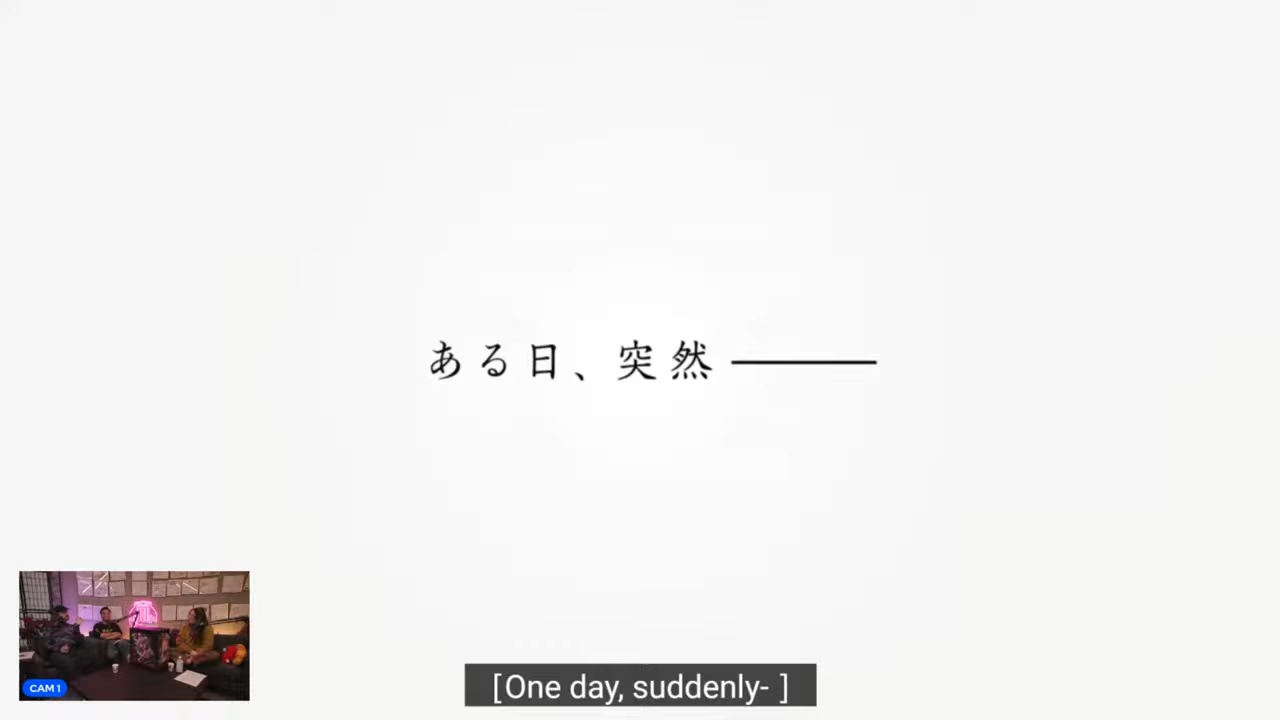 ある日、突然———
CAM 1
[One day, suddenly- ]